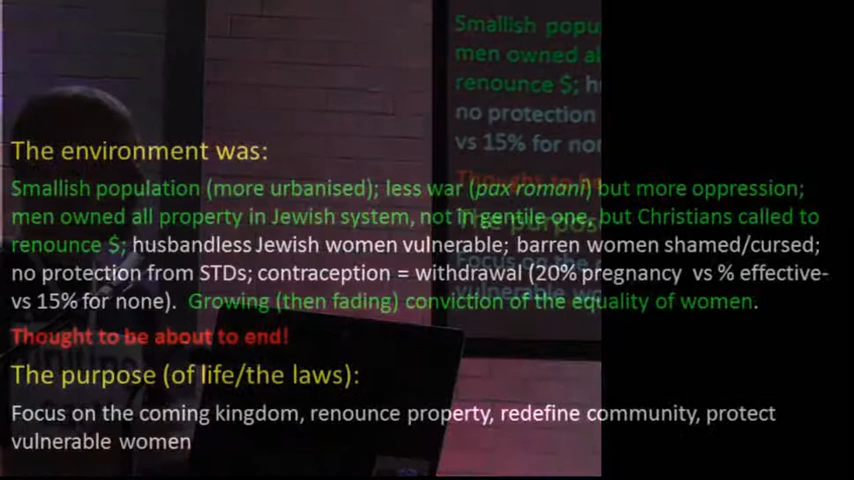 Smallish popu
men owned al
renounce $; h
no protection
vs 15% for no
The environment was:
Smallish population (more urbanised); less war (pax romani) but more oppression;
men owned all property in Jewish system, not in gentile one, but Christians called to
renounce $; husbandless Jewish women vulnerable; barren women shamed/cursed;
no protection from STDs; contraception = withdrawal (20% pregnancy vs % effective-
vs 15% for none). Growing (then fading) conviction of the equality of women.
Thought to be about to end!
The purpose (of life/the laws):
Focus on the coming kingdom, renounce property, redefine community, protect
vulnerable women